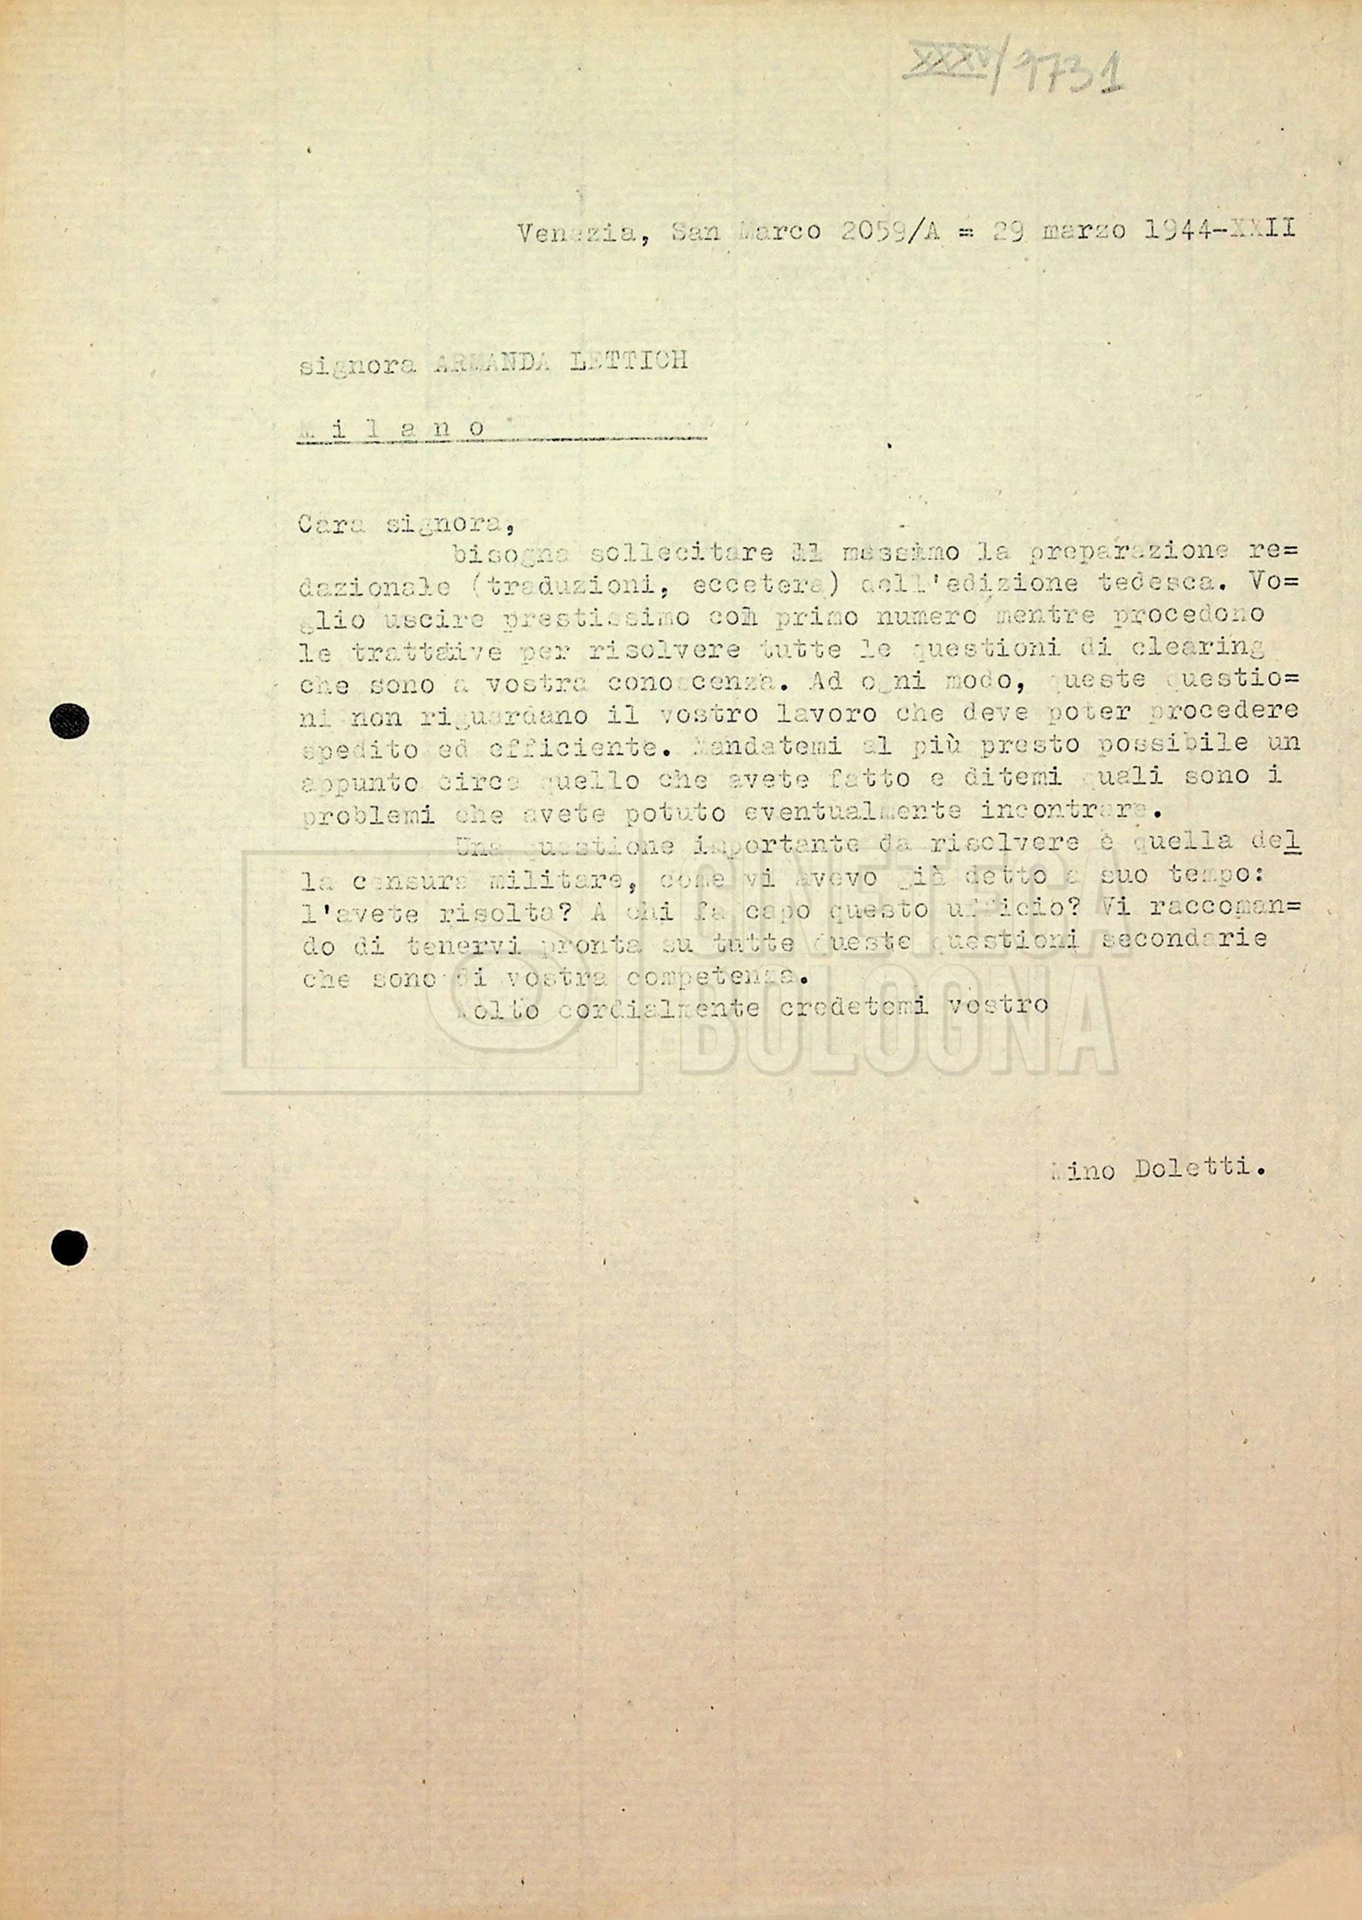 XXXV/1731
Venezia, San Marco 2059/A = 29 marzo 1944-XXII
signora ARMANDA LETTICH
Milano
Cara signora,
bisogna sollecitare il massimo la preparazione re=
dazionale (traduzioni, eccetera) dell'edizione tedesca. Vo=
glio uscire prestissimo col primo numero mentre procedono
le trattative per risolvere tutte le questioni di clearing
che sono a vostra conoscenza. Ad ogni modo, queste questio=
ni non riguardano il vostro lavoro che deve poter procedere
spedito ed efficiente. Mandatemi al più presto possibile un
appunto circa quello che avete fatto e ditemi quali sono i
problemi che avete potuto eventualmente incontrare.
Una questione importante da risolvere è quella del
la censura militare, come vi avevo già detto a suo tempo:
l'avete risolta? A chi fa capo questo ufficio? Vi raccoman=
do di tenervi pronta su tutte queste questioni secondarie
che sono di vostra competenza.
Molto cordialmente credetemi vostro
Mino Doletti.
CINETECA
BOLOGNA